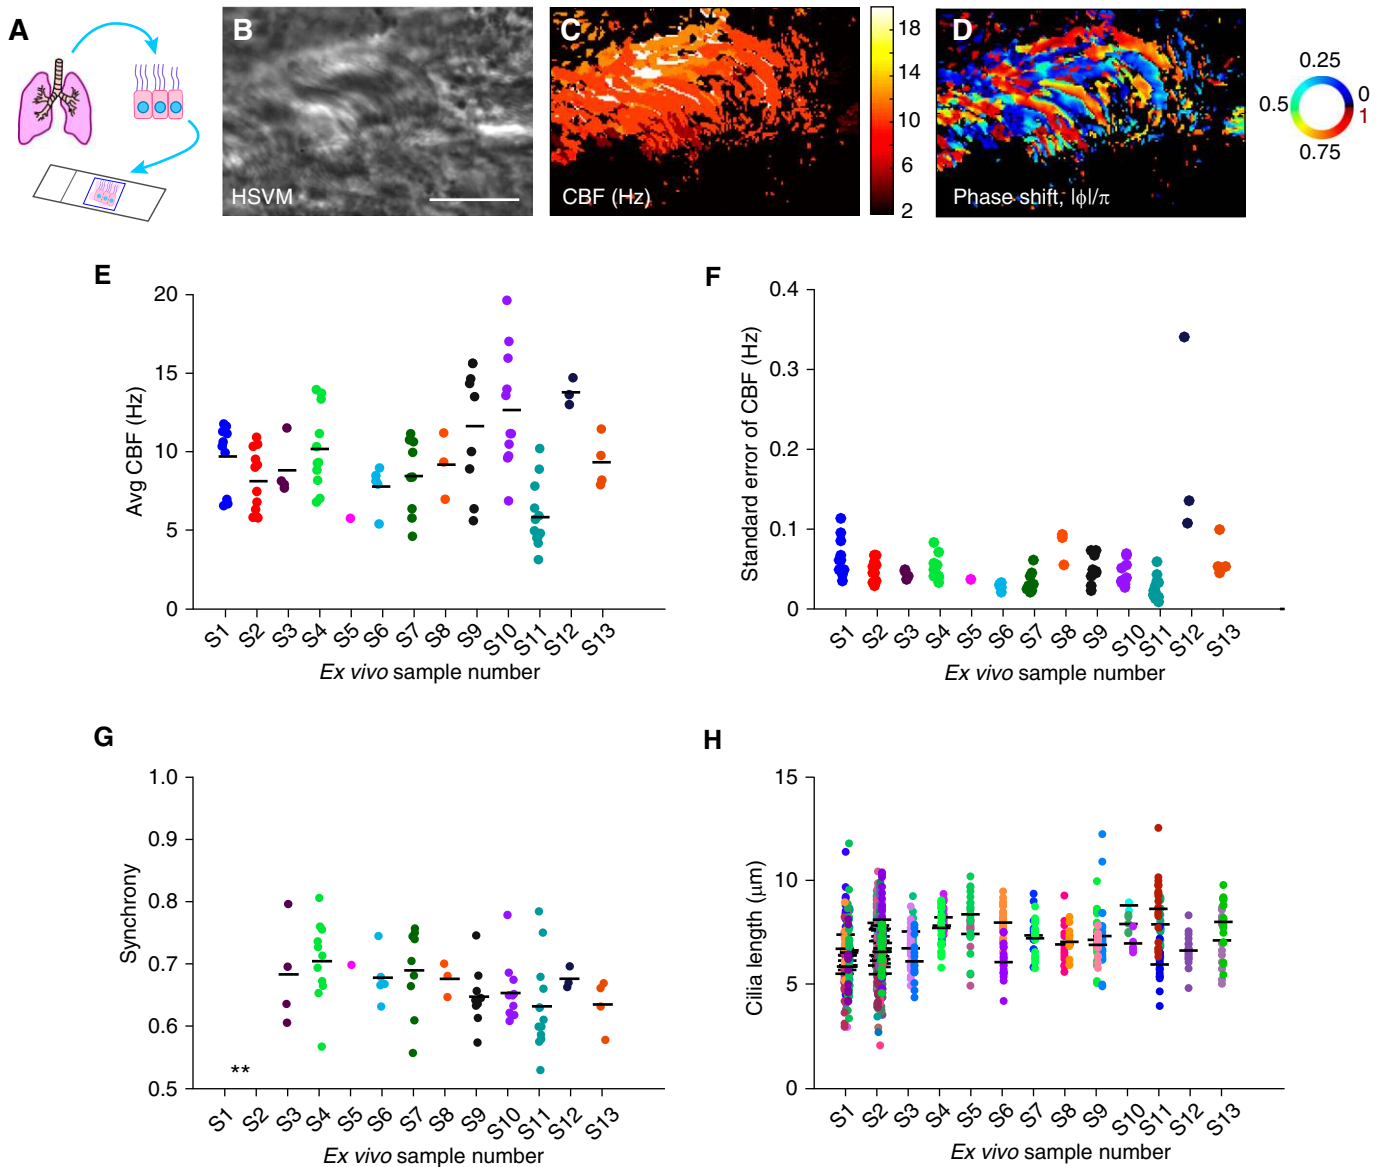 A
B
HSVM
C
CBF (Hz)
18
14
10
6
2
D
Phase shift, |ϕ|/π
0.25
0.5
0
1
0.75
E
Avg CBF (Hz)
20
15
10
5
0
S1 S2 S3 S4 S5 S6 S7 S8 S9 S10 S11 S12 S13
Ex vivo sample number
F
Standard error of CBF (Hz)
0.4
0.3
0.2
0.1
0
S1 S2 S3 S4 S5 S6 S7 S8 S9 S10 S11 S12 S13
Ex vivo sample number
G
Synchrony
1.0
0.9
0.8
0.7
0.6
0.5
**
S1 S2 S3 S4 S5 S6 S7 S8 S9 S10 S11 S12 S13
Ex vivo sample number
H
Cilia length (μm)
15
10
5
0
S1 S2 S3 S4 S5 S6 S7 S8 S9 S10 S11 S12 S13
Ex vivo sample number